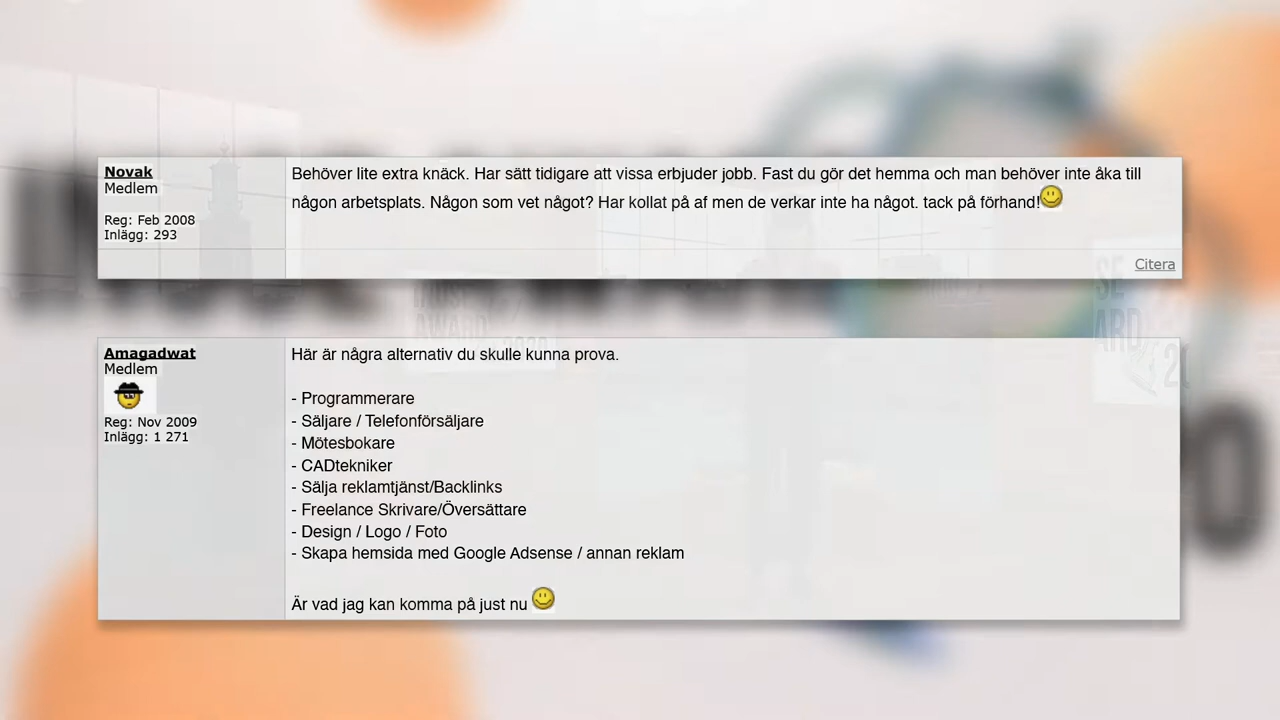 Novak
Medlem
Reg: Feb 2008
Inlägg: 293
Behöver lite extra knäck. Har sätt tidigare att vissa erbjuder jobb. Fast du gör det hemma och man behöver inte åka till
någon arbetsplats. Någon som vet något? Har kollat på af men de verkar inte ha något. tack på förhand!
Citera
Amagadwat
Medlem
Reg: Nov 2009
Inlägg: 1 271
Här är några alternativ du skulle kunna prova.
- Programmerare
- Säljare / Telefonförsäljare
- Mötesbokare
- CADtekniker
- Sälja reklamtjänst/Backlinks
- Freelance Skrivare/Översättare
- Design / Logo / Foto
- Skapa hemsida med Google Adsense / annan reklam
Är vad jag kan komma på just nu